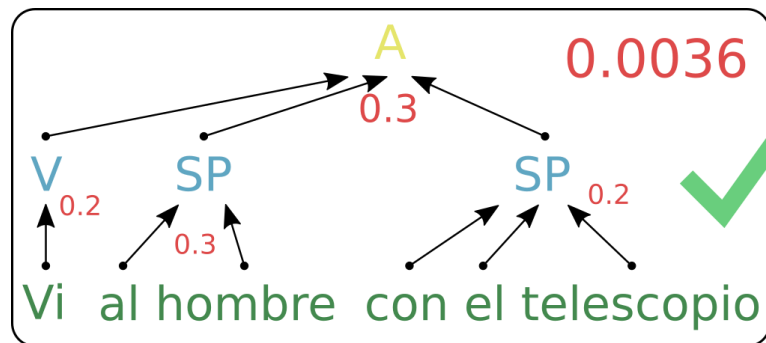 A
0.0036
0.3
V SP SP
0.2 0.2
0.3
Vi al hombre con el telescopio